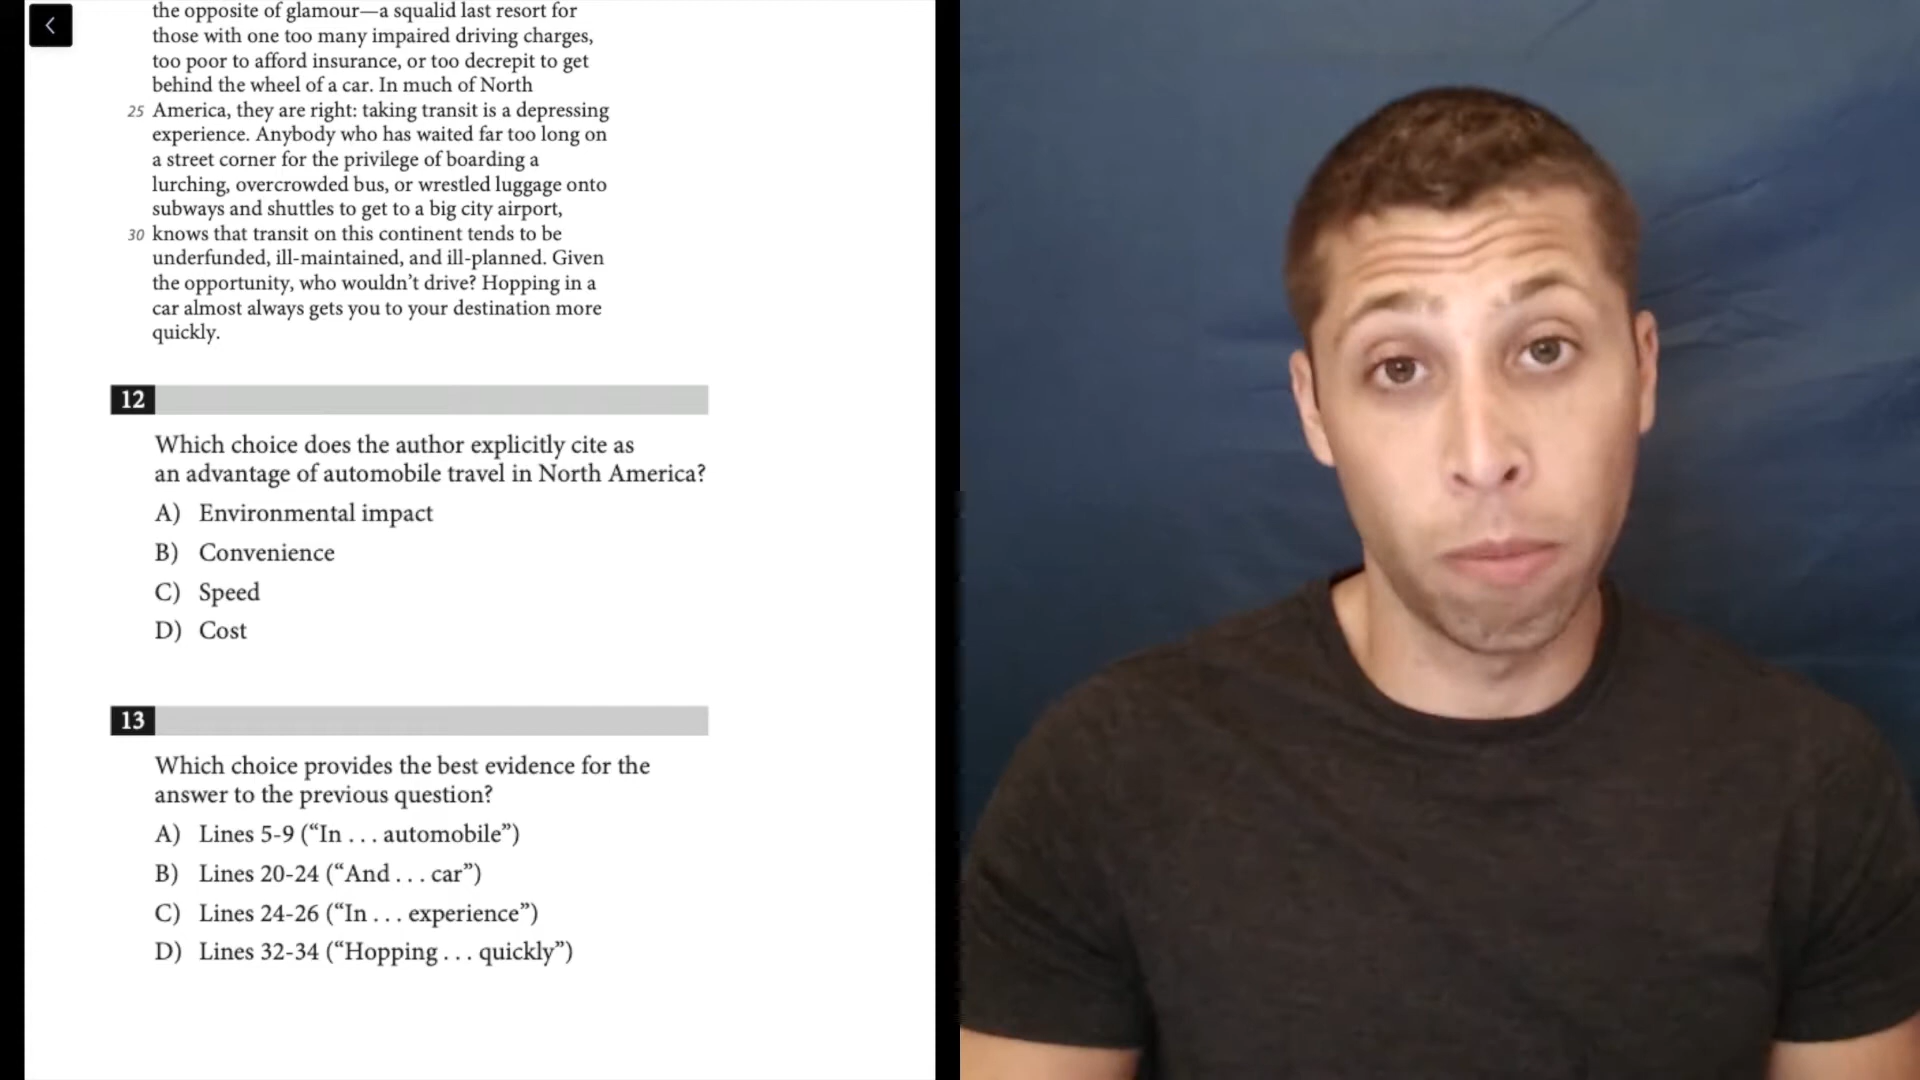 the opposite of glamour—a squalid last resort for
those with one too many impaired driving charges,
too poor to afford insurance, or too decrepit to get
behind the wheel of a car. In much of North
25 America, they are right: taking transit is a depressing
experience. Anybody who has waited far too long on
a street corner for the privilege of boarding a
lurching, overcrowded bus, or wrestled luggage onto
subways and shuttles to get to a big city airport,
30 knows that transit on this continent tends to be
underfunded, ill-maintained, and ill-planned. Given
the opportunity, who wouldn’t drive? Hopping in a
car almost always gets you to your destination more
quickly.
12
Which choice does the author explicitly cite as
an advantage of automobile travel in North America?
A) Environmental impact
B) Convenience
C) Speed
D) Cost
13
Which choice provides the best evidence for the
answer to the previous question?
A) Lines 5-9 (“In . . . automobile”)
B) Lines 20-24 (“And . . . car”)
C) Lines 24-26 (“In . . . experience”)
D) Lines 32-34 (“Hopping . . . quickly”)